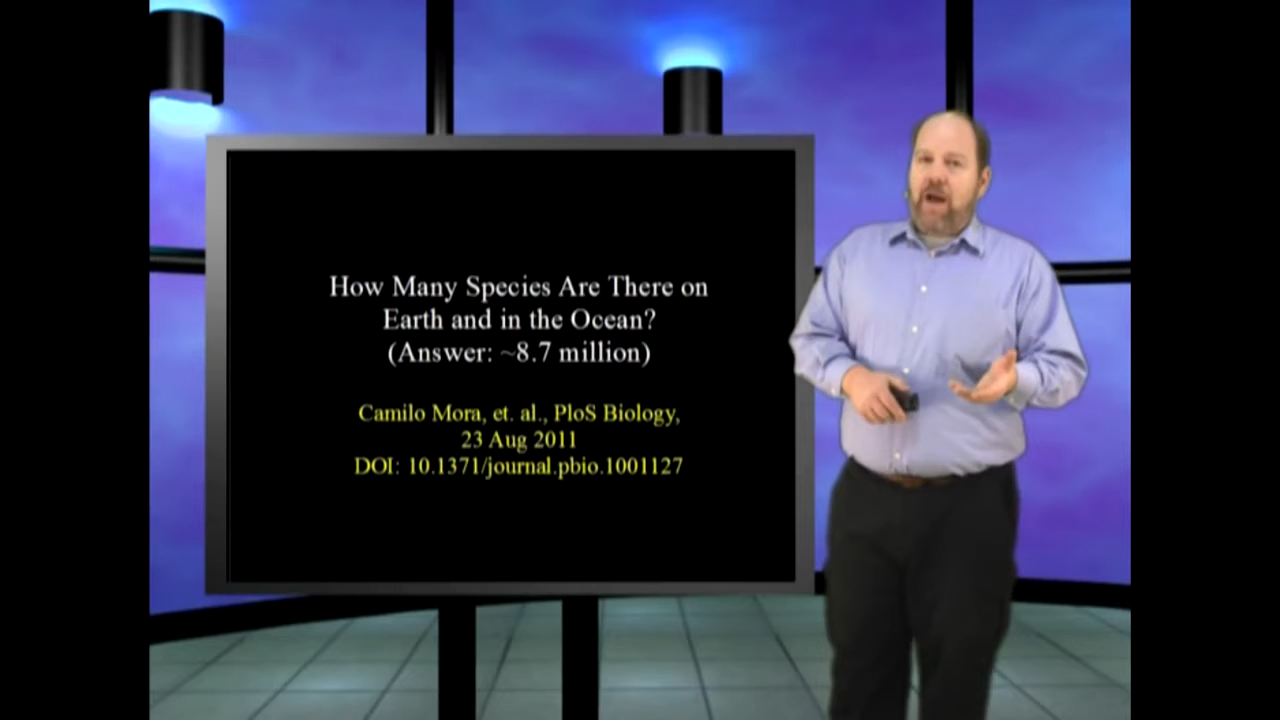 How Many Species Are There on
Earth and in the Ocean?
(Answer: ~8.7 million)
Camilo Mora, et. al., PloS Biology,
23 Aug 2011
DOI: 10.1371/journal.pbio.1001127